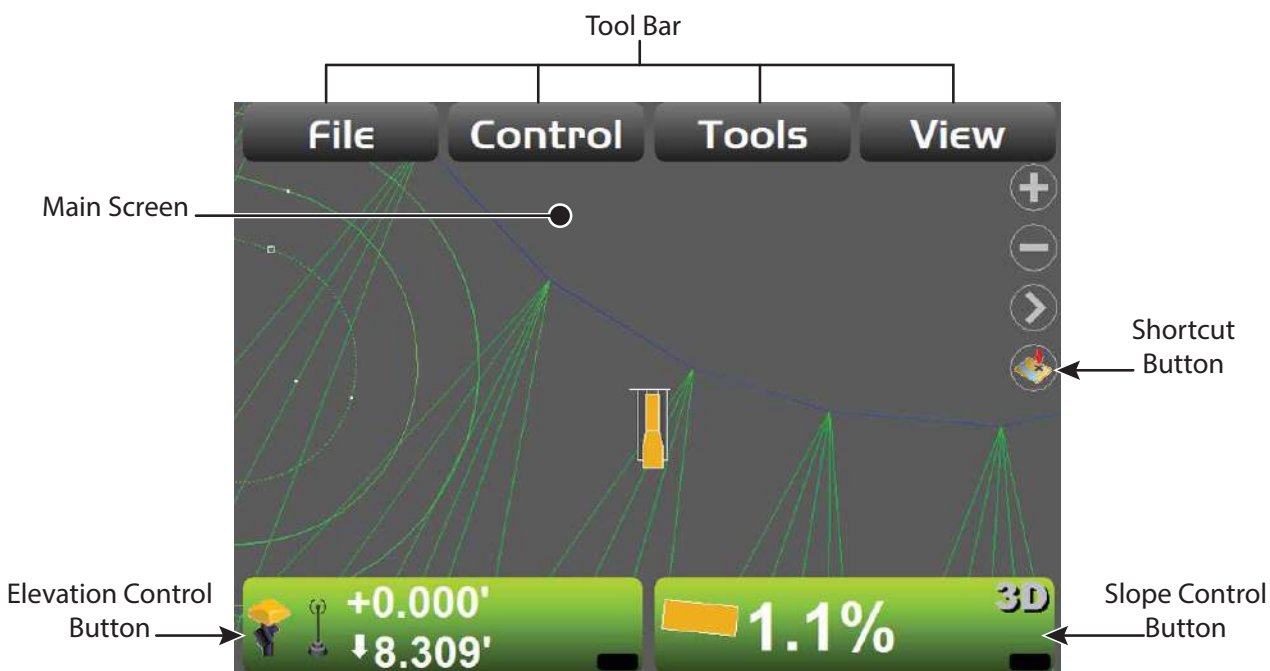 Tool Bar
File Control Tools View
Main Screen
Shortcut
Button
Elevation Control
Button
+0.000'
⬇8.309'
1.1%
3D
Slope Control
Button